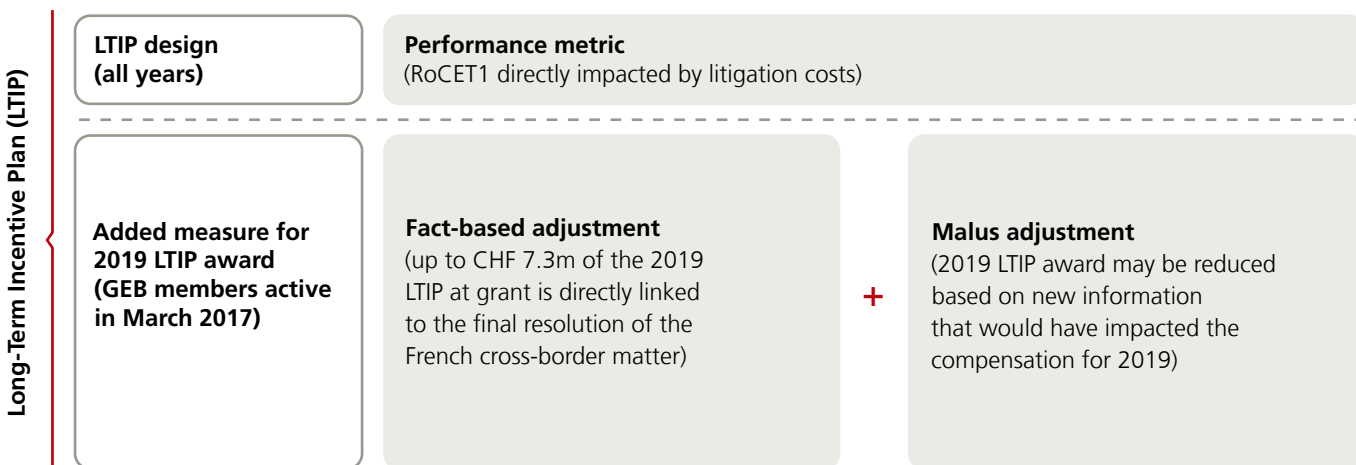 Long-Term Incentive Plan (LTIP)
LTIP design
(all years)
Performance metric
(RoCET1 directly impacted by litigation costs)
Added measure for
2019 LTIP award
(GEB members active
in March 2017)
Fact-based adjustment
(up to CHF 7.3m of the 2019
LTIP at grant is directly linked
to the final resolution of the
French cross-border matter)
+
Malus adjustment
(2019 LTIP award may be reduced
based on new information
that would have impacted the
compensation for 2019)